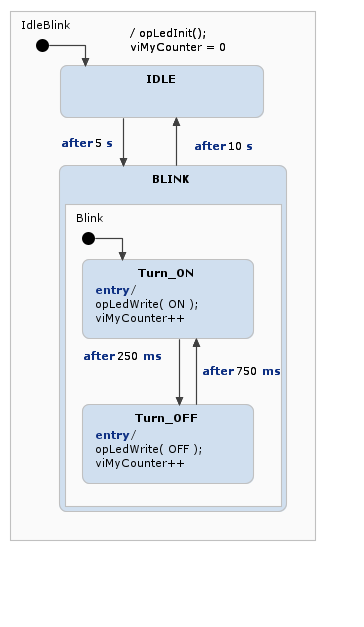 IdleBlink
/ opLedInit();
viMyCounter = 0
IDLE
after 5 s
after 10 s
BLINK
Blink
Turn_ON
entry/
opLedWrite( ON );
viMyCounter++
after 250 ms
after 750 ms
Turn_OFF
entry/
opLedWrite( OFF );
viMyCounter++